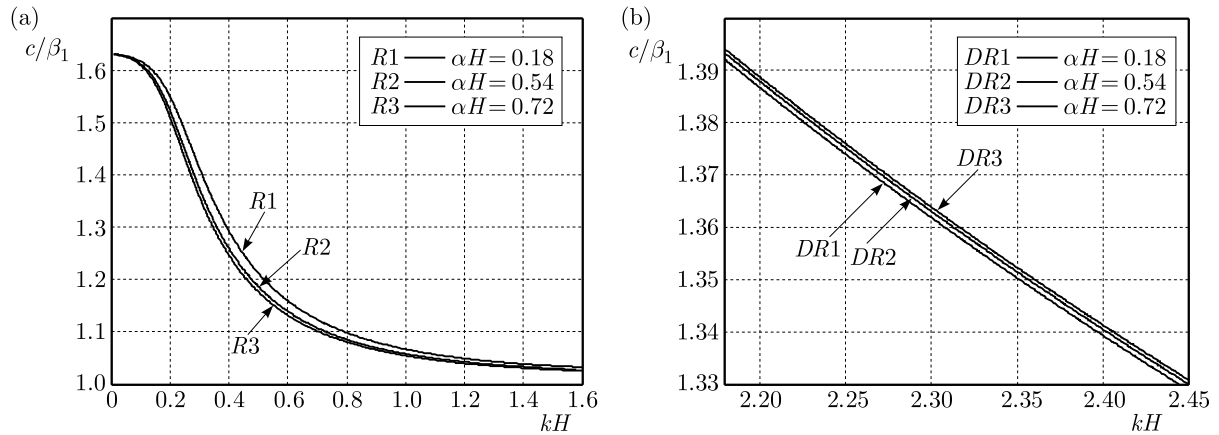 (a)
c/β₁
1.6
1.5
1.4
1.3
1.2
1.1
1.0
0
0.2
0.4
0.6
0.8
1.0
1.2
1.4
1.6
kH
R1 — αH = 0.18
R2 — αH = 0.54
R3 — αH = 0.72
R1
R2
R3
(b)
c/β₁
1.39
1.38
1.37
1.36
1.35
1.34
1.33
2.20
2.25
2.30
2.35
2.40
2.45
kH
DR1 — αH = 0.18
DR2 — αH = 0.54
DR3 — αH = 0.72
DR3
DR1
DR2